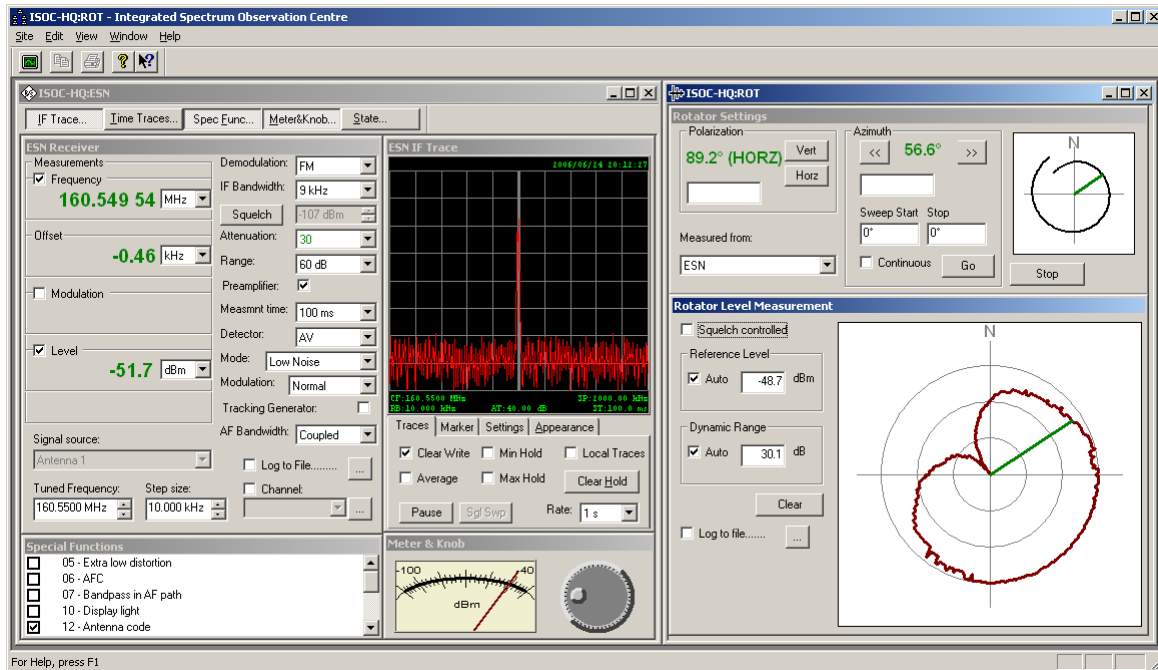 ISOC-HQ:ROT - Integrated Spectrum Observation Centre
Site Edit View Window Help
ISOC-HQ:ESN
IF Trace... Time Traces... Spec Func... Meter&Knob... State...
ESN Receiver
Measurements
Frequency
160.549 54 MHz
Offset
-0.46 kHz
Modulation
Level
-51.7 dBm
Signal source:
Antenna 1
Tuned Frequency: Step size:
160.5500 MHz 10.000 kHz
Demodulation: FM
IF Bandwidth: 9 kHz
Squelch -107 dBm
Attenuation: 30
Range: 60 dB
Preamplifier:
Measmnt time: 100 ms
Detector: AV
Mode: Low Noise
Modulation: Normal
Tracking Generator:
AF Bandwidth: Coupled
Log to File......... ...
Channel:
...
Special Functions
05 - Extra low distortion
06 - AFC
07 - Bandpass in AF path
10 - Display light
12 - Antenna code
ESN IF Trace
2006/06/24 20:12:27
CF:160.5500 MHz SP:2000.00 kHz
RB:10.000 kHz AT:40.00 dB ST:100.0 ms
Traces Marker Settings Appearance
Clear Write Min Hold Local Traces
Average Max Hold Clear Hold
Pause Sgl Swp Rate: 1 s
Meter & Knob
-100 -40
dBm
ISOC-HQ:ROT
Rotator Settings
Polarization
89.2° (HORZ) Vert
Horz
Measured from:
ESN
Azimuth
<< 56.6° >>
Sweep Start Stop
0° 0°
Continuous Go
N
Stop
Rotator Level Measurement
Squelch controlled
Reference Level
Auto -48.7 dBm
Dynamic Range
Auto 30.1 dB
Clear
Log to file....... ...
N
For Help, press F1